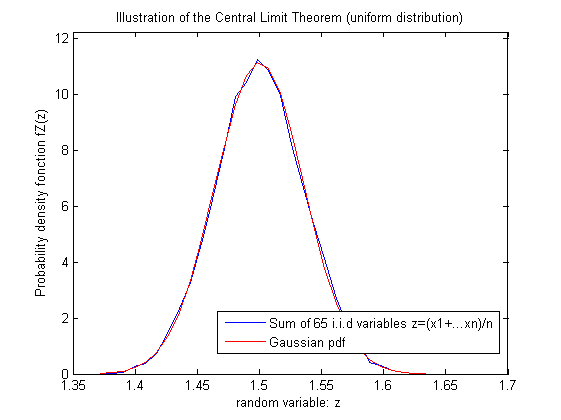 Illustration of the Central Limit Theorem (uniform distribution)
Probability density fonction fZ(z)
12
10
8
6
4
2
0
Sum of 65 i.i.d variables z=(x1+...xn)/n
Gaussian pdf
1.35 1.4 1.45 1.5 1.55 1.6 1.65 1.7
random variable: z